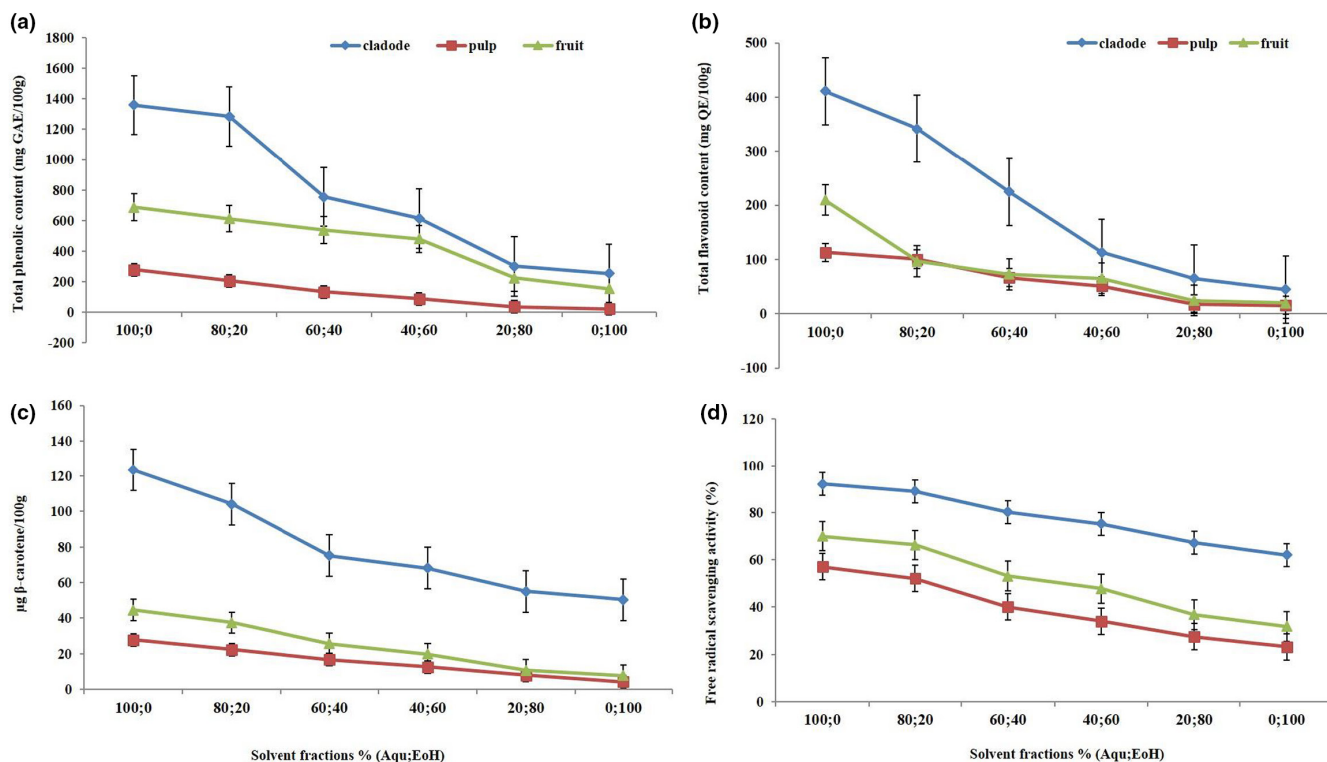 (a)
Total phenolic content (mg GAE/100g)
1800
1600
1400
1200
1000
800
600
400
200
0
-200
cladode pulp fruit
100;0 80;20 60;40 40;60 20;80 0;100
(b)
Total flavonoid content (mg QE/100g)
500
400
300
200
100
0
-100
cladode pulp fruit
100;0 80;20 60;40 40;60 20;80 0;100
(c)
µg β-carotene/100g
160
140
120
100
80
60
40
20
0
100;0 80;20 60;40 40;60 20;80 0;100
Solvent fractions % (Aqu;EoH)
(d)
Free radical scavenging activity (%)
120
100
80
60
40
20
0
100;0 80;20 60;40 40;60 20;80 0;100
Solvent fractions % (Aqu;EoH)